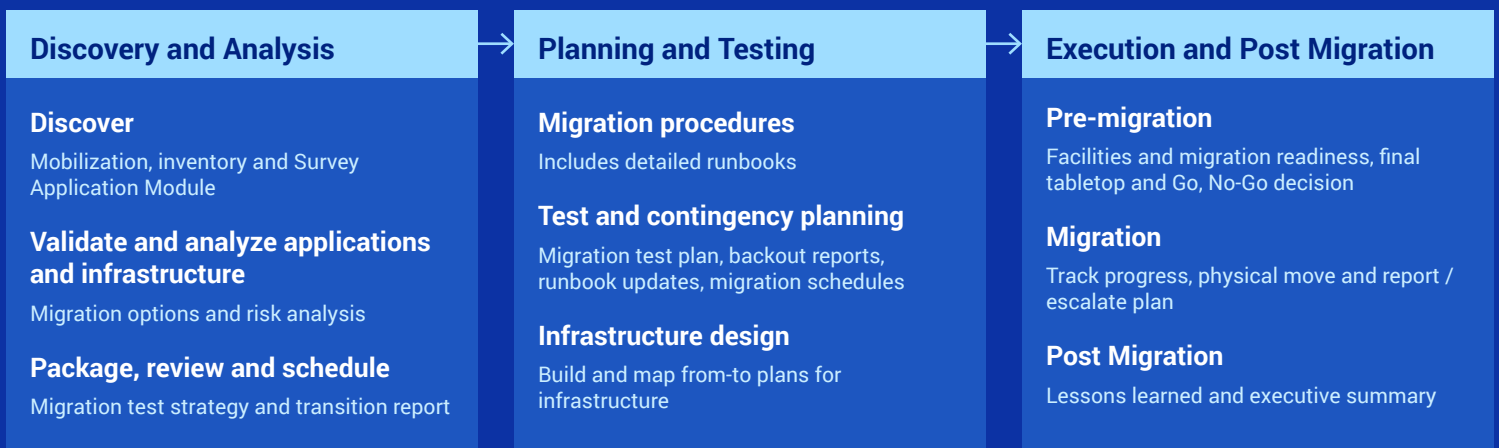 Discovery and Analysis
Discover
Mobilization, inventory and Survey
Application Module
Validate and analyze applications
and infrastructure
Migration options and risk analysis
Package, review and schedule
Migration test strategy and transition report
Planning and Testing
Migration procedures
Includes detailed runbooks
Test and contingency planning
Migration test plan, backout reports,
runbook updates, migration schedules
Infrastructure design
Build and map from-to plans for
infrastructure
Execution and Post Migration
Pre-migration
Facilities and migration readiness, final
tabletop and Go, No-Go decision
Migration
Track progress, physical move and report /
escalate plan
Post Migration
Lessons learned and executive summary